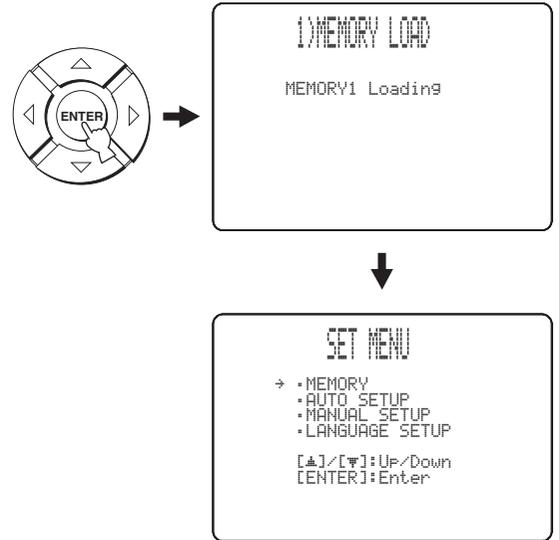 1)MEMORY LOAD
MEMORY1 Loading
ENTER
SET MENU
→ ・MEMORY
・AUTO SETUP
・MANUAL SETUP
・LANGUAGE SETUP
[▲]/[▼]:Up/Down
[ENTER]:Enter